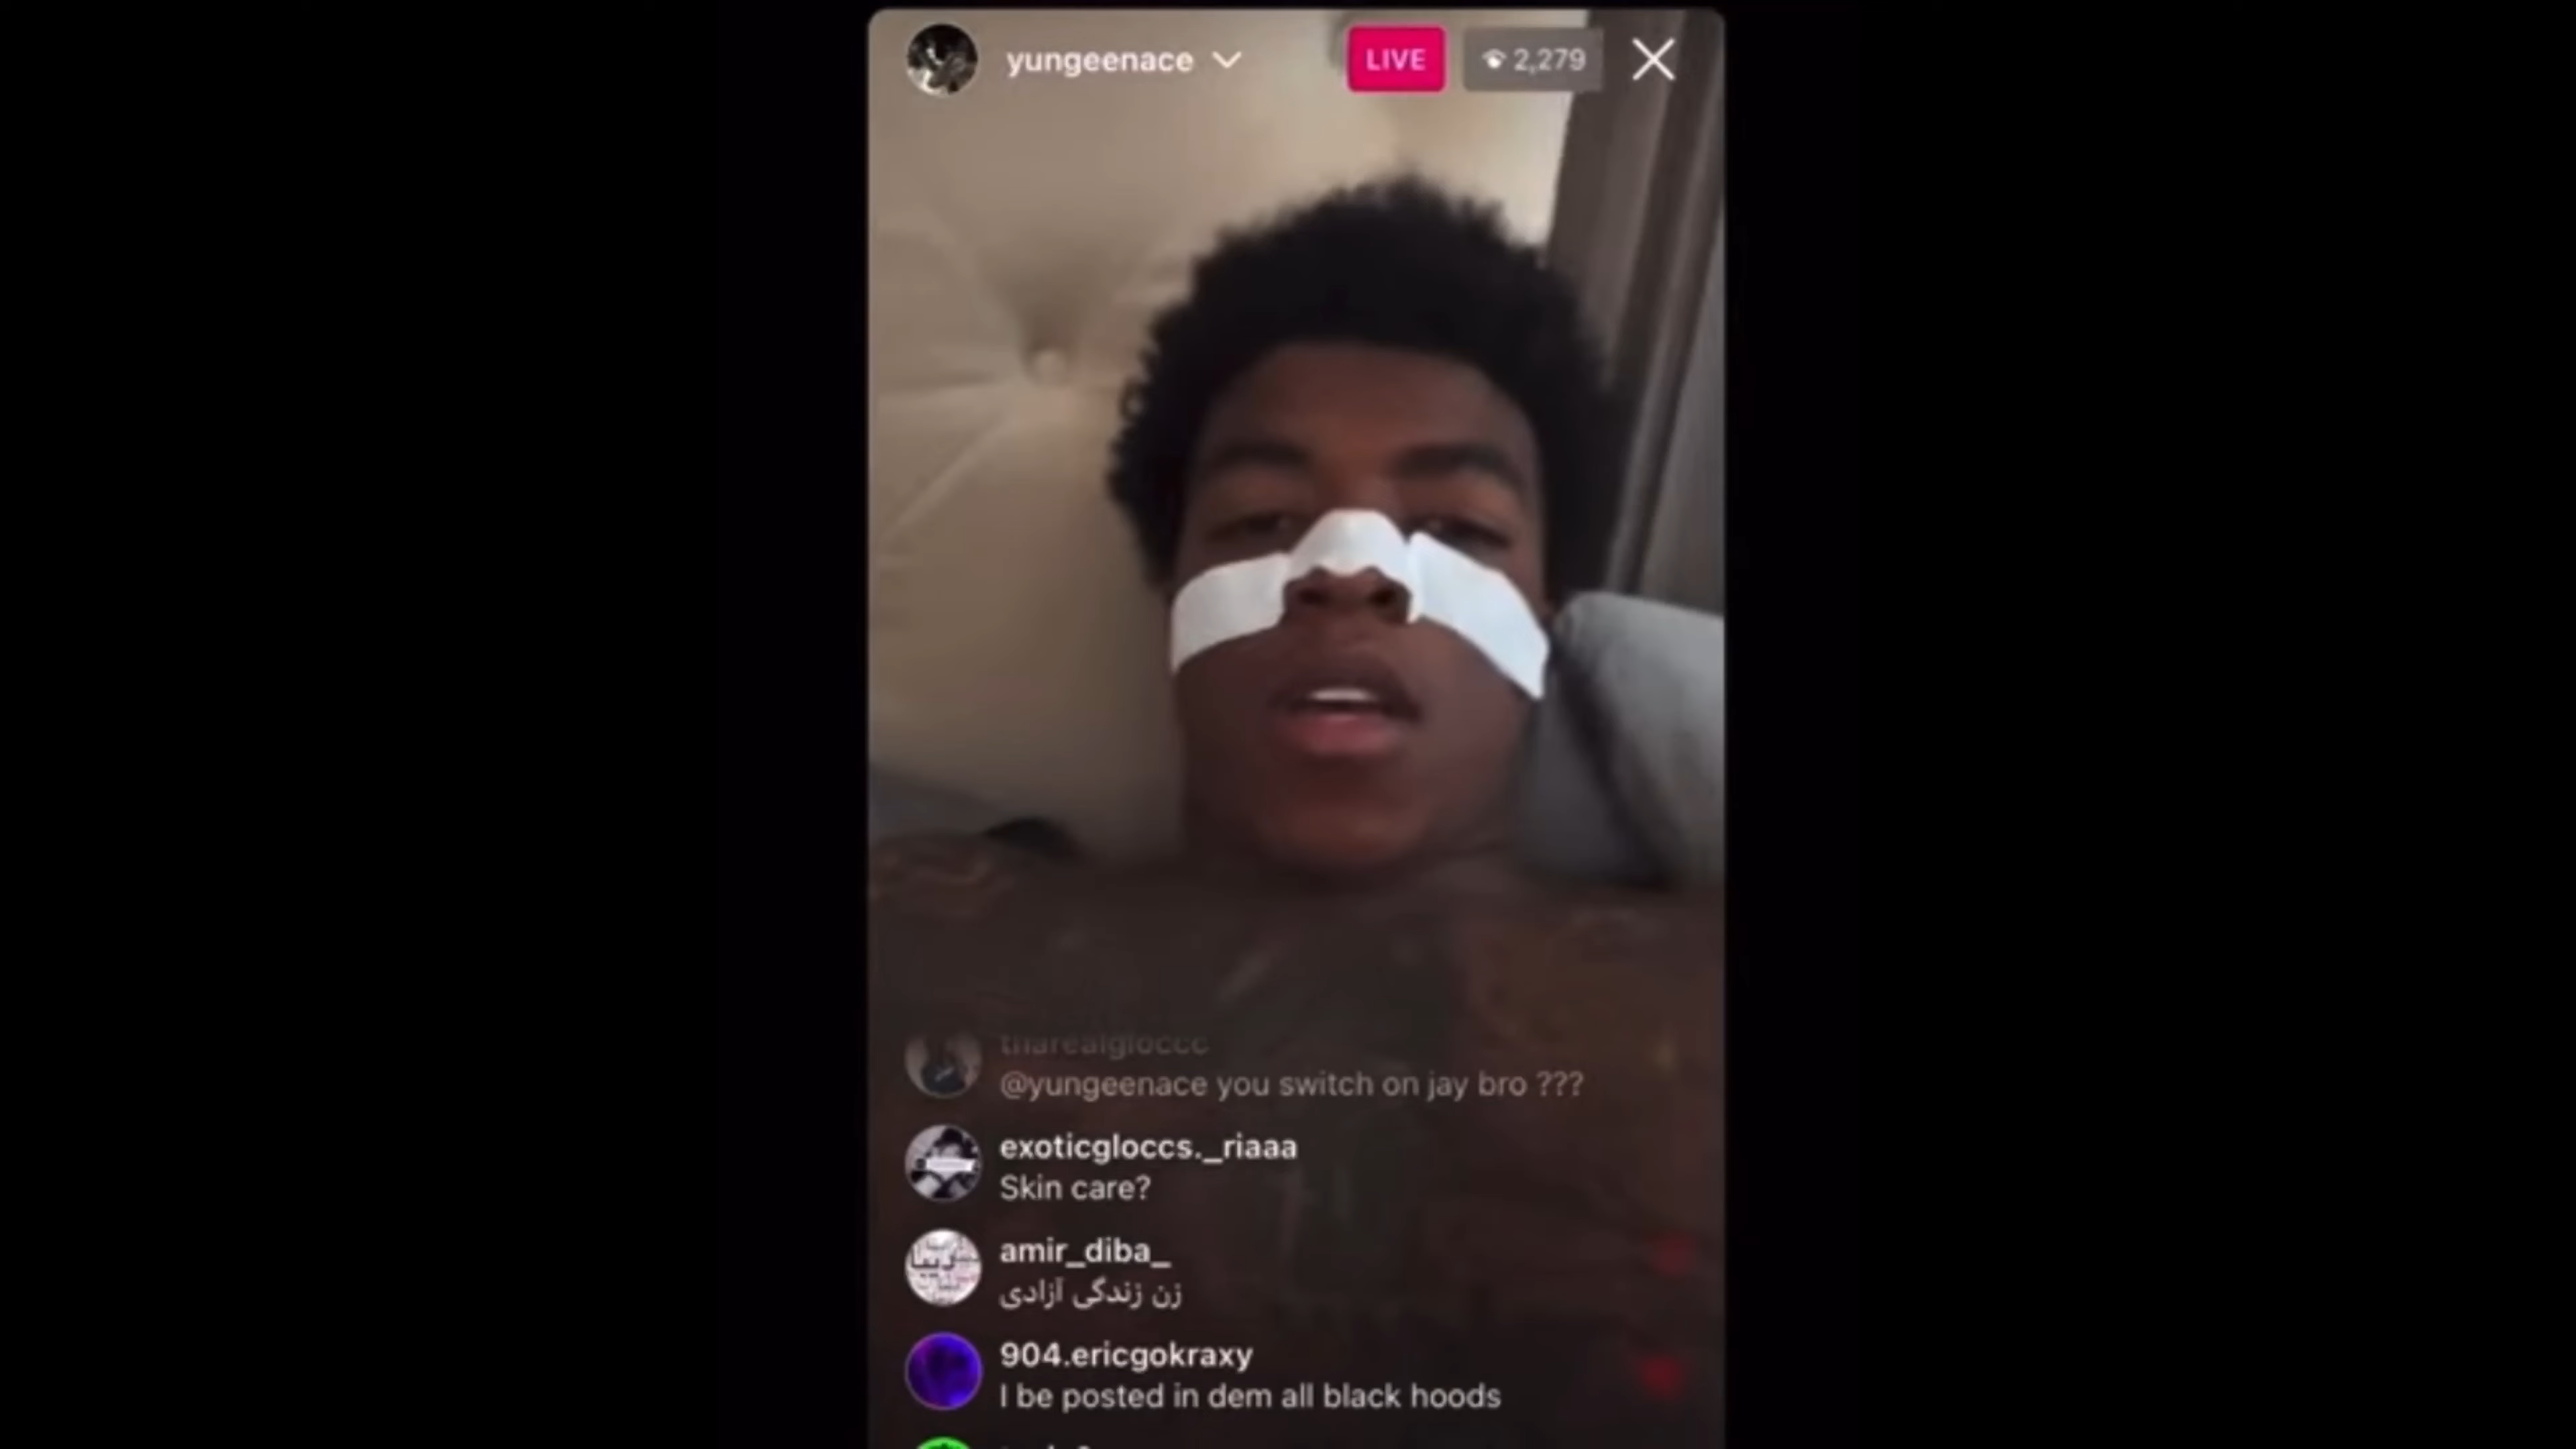 yungeenace
LIVE
2,279
tharealgloccc
@yungeenace you switch on jay bro ???
exoticgloccs._riaaa
Skin care?
amir_diba_
زن زندگی آزادی
904.ericgokraxy
I be posted in dem all black hoods